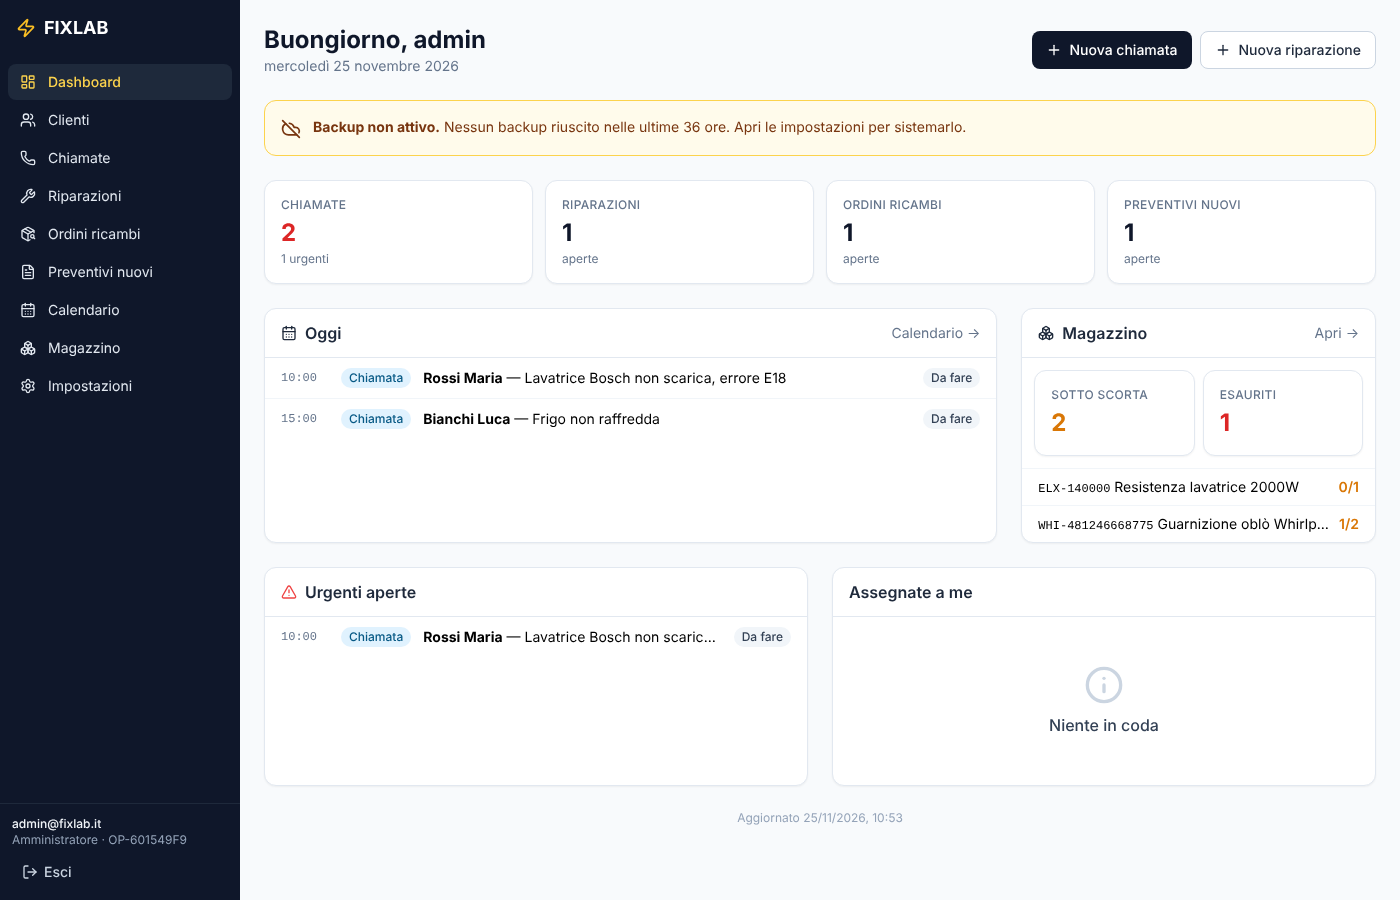 FIXLAB
Dashboard
Clienti
Chiamate
Riparazioni
Ordini ricambi
Preventivi nuovi
Calendario
Magazzino
Impostazioni
admin@fixlab.it
Amministratore · OP-601549F9
Esci
Buongiorno, admin
mercoledì 25 novembre 2026
Nuova chiamata
Nuova riparazione
Backup non attivo. Nessun backup riuscito nelle ultime 36 ore. Apri le impostazioni per sistemarlo.
CHIAMATE
2
1 urgenti
RIPARAZIONI
1
aperte
ORDINI RICAMBI
1
aperte
PREVENTIVI NUOVI
1
aperte
Oggi
Calendario →
10:00 Chiamata Rossi Maria — Lavatrice Bosch non scarica, errore E18 Da fare
15:00 Chiamata Bianchi Luca — Frigo non raffredda Da fare
Magazzino
Apri →
SOTTO SCORTA
2
ESAURITI
1
ELX-140000 Resistenza lavatrice 2000W 0/1
WHI-481246668775 Guarnizione oblò Whirlp... 1/2
Urgenti aperte
10:00 Chiamata Rossi Maria — Lavatrice Bosch non scaric... Da fare
Assegnate a me
Niente in coda
Aggiornato 25/11/2026, 10:53